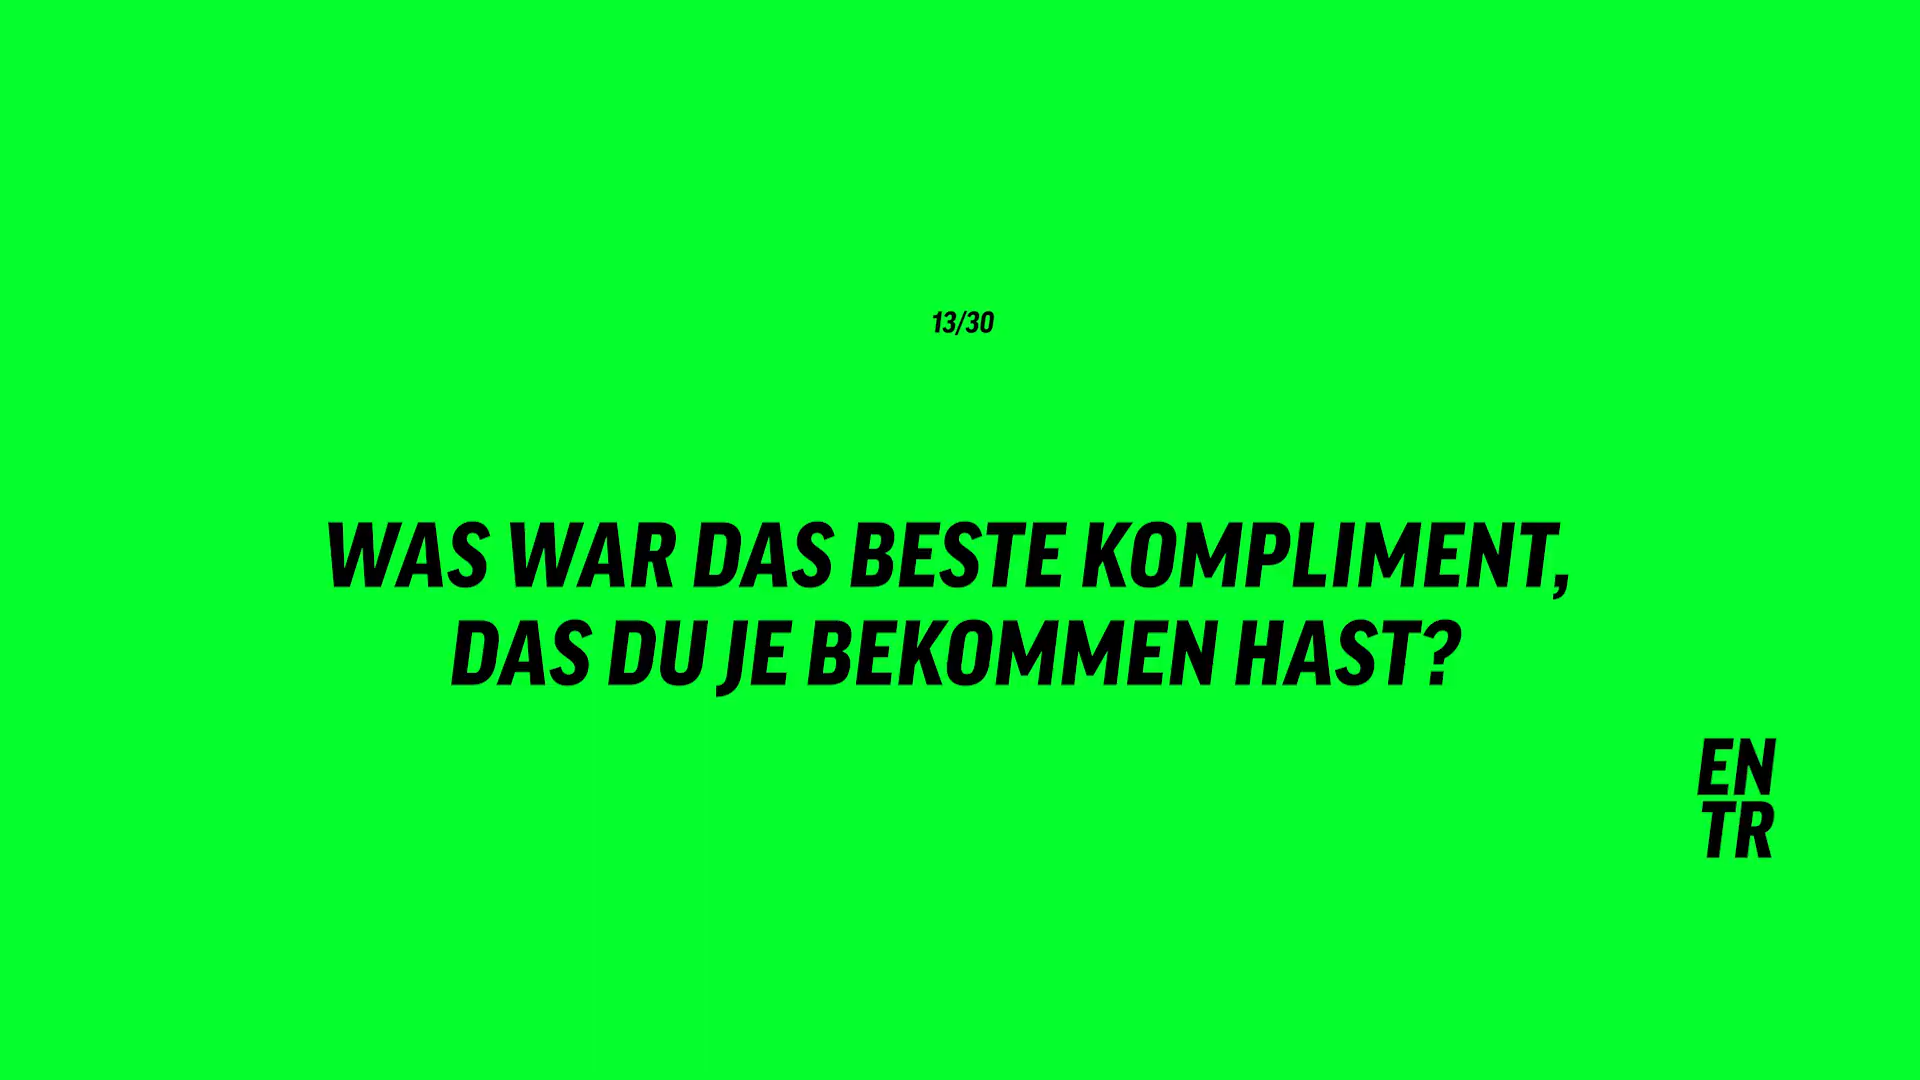 13/30
WAS WAR DAS BESTE KOMPLIMENT,
DAS DU JE BEKOMMEN HAST?
EN
TR